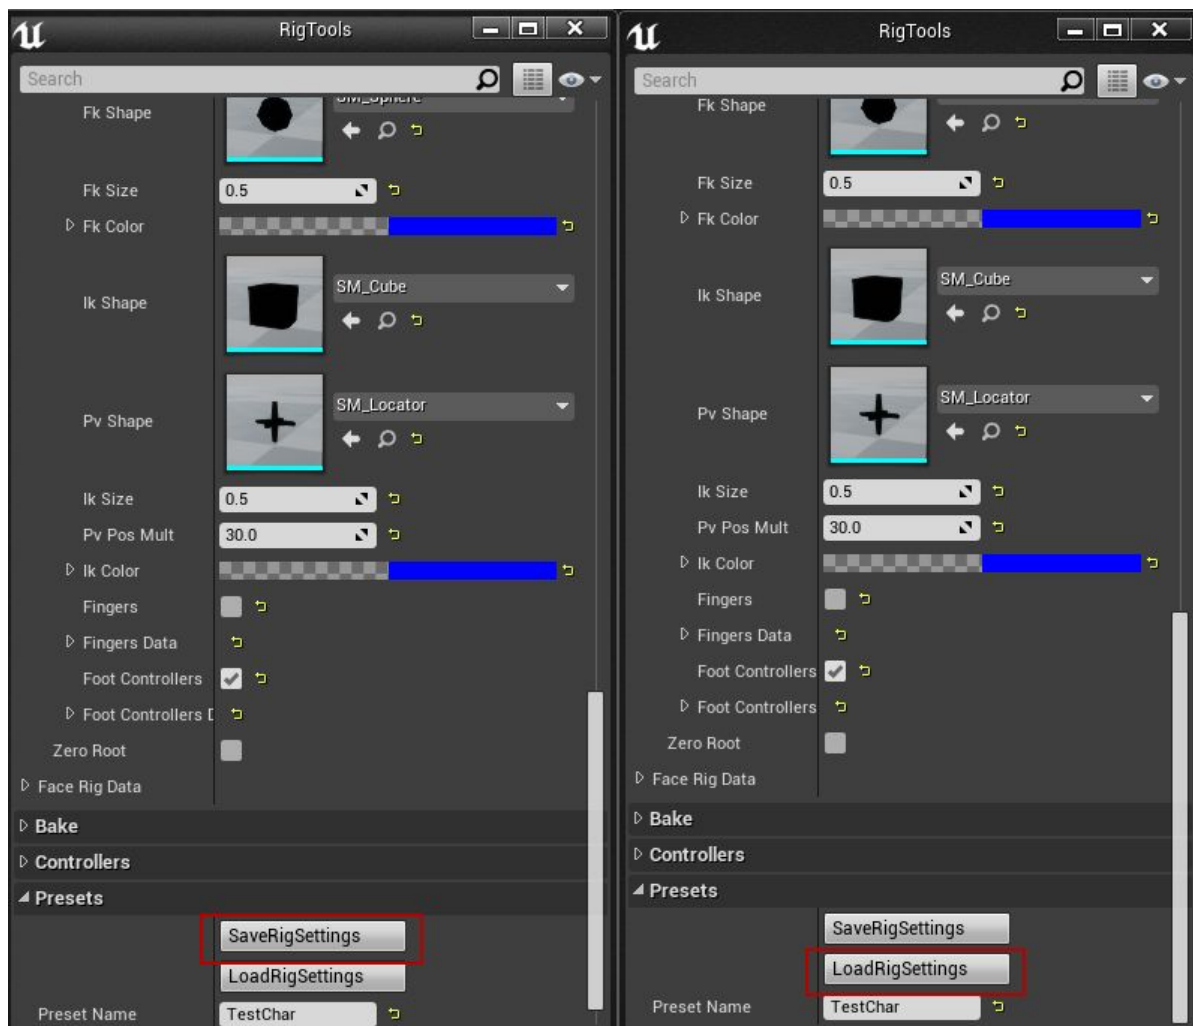 RigTools
Search
Fk Shape
SM_Sphere
Fk Size
0.5
Fk Color
Ik Shape
SM_Cube
Pv Shape
SM_Locator
Ik Size
0.5
Pv Pos Mult
30.0
Ik Color
Fingers
Fingers Data
Foot Controllers
Foot Controllers D
Zero Root
Face Rig Data
Bake
Controllers
Presets
SaveRigSettings
LoadRigSettings
Preset Name
TestChar
RigTools
Search
Fk Shape
Fk Size
0.5
Fk Color
Ik Shape
SM_Cube
Pv Shape
SM_Locator
Ik Size
0.5
Pv Pos Mult
30.0
Ik Color
Fingers
Fingers Data
Foot Controllers
Foot Controllers
Zero Root
Face Rig Data
Bake
Controllers
Presets
SaveRigSettings
LoadRigSettings
Preset Name
TestChar